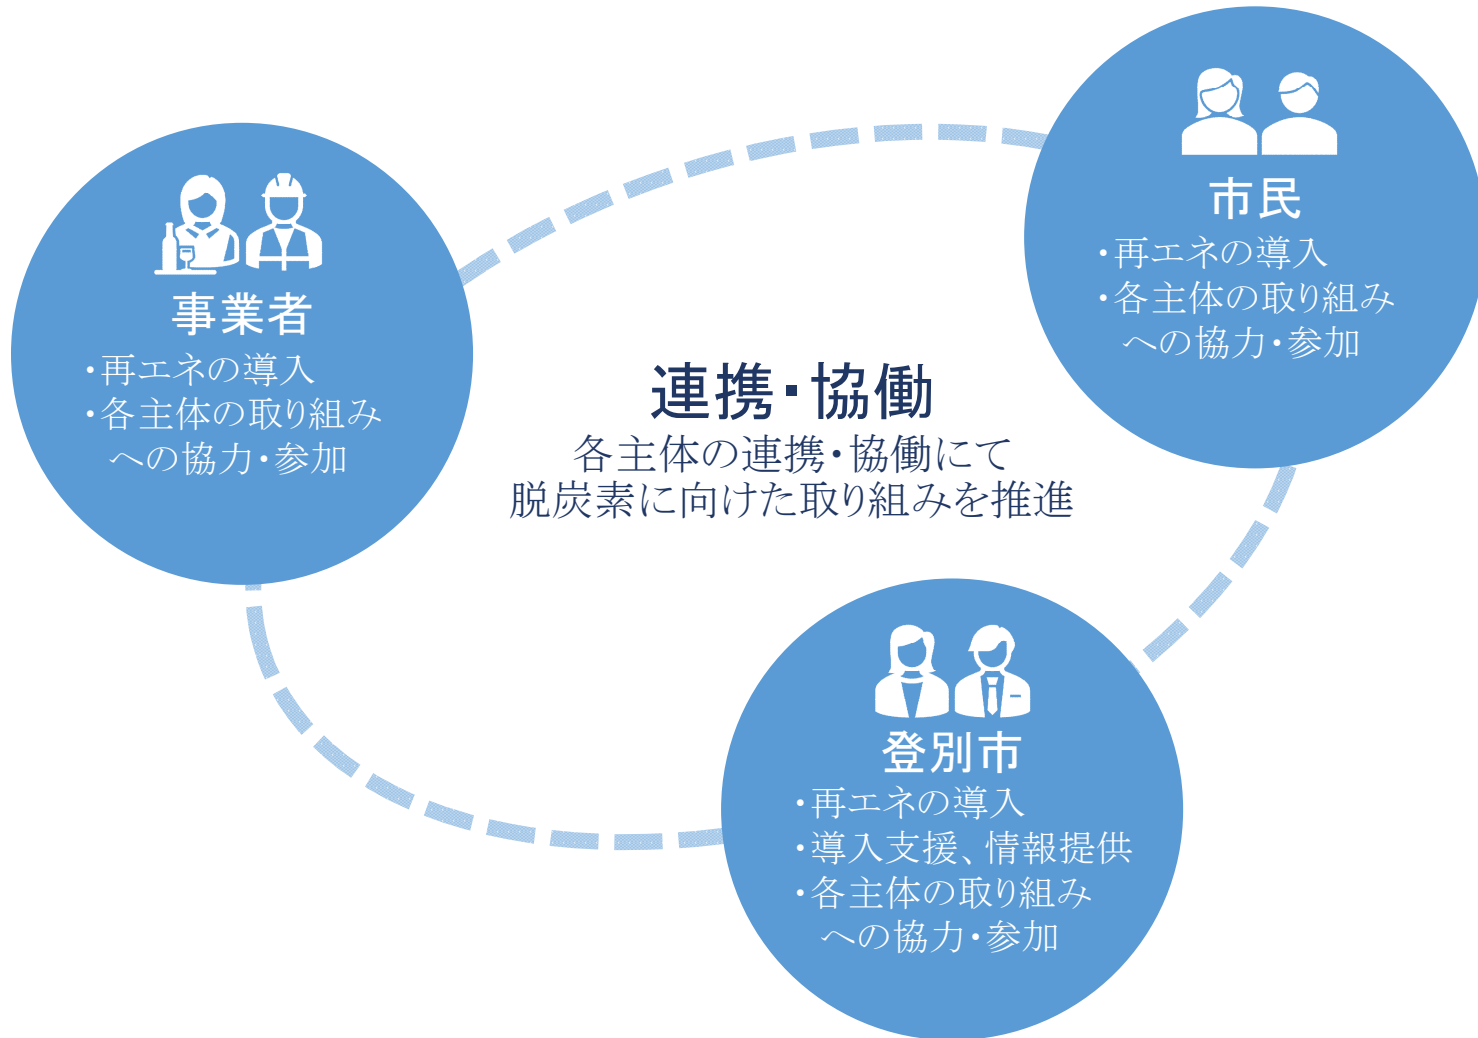 事業者
・再エネの導入
・各主体の取り組み
への協力・参加
市民
・再エネの導入
・各主体の取り組み
への協力・参加
連携・協働
各主体の連携・協働にて
脱炭素に向けた取り組みを推進
登別市
・再エネの導入
・導入支援、情報提供
・各主体の取り組み
への協力・参加